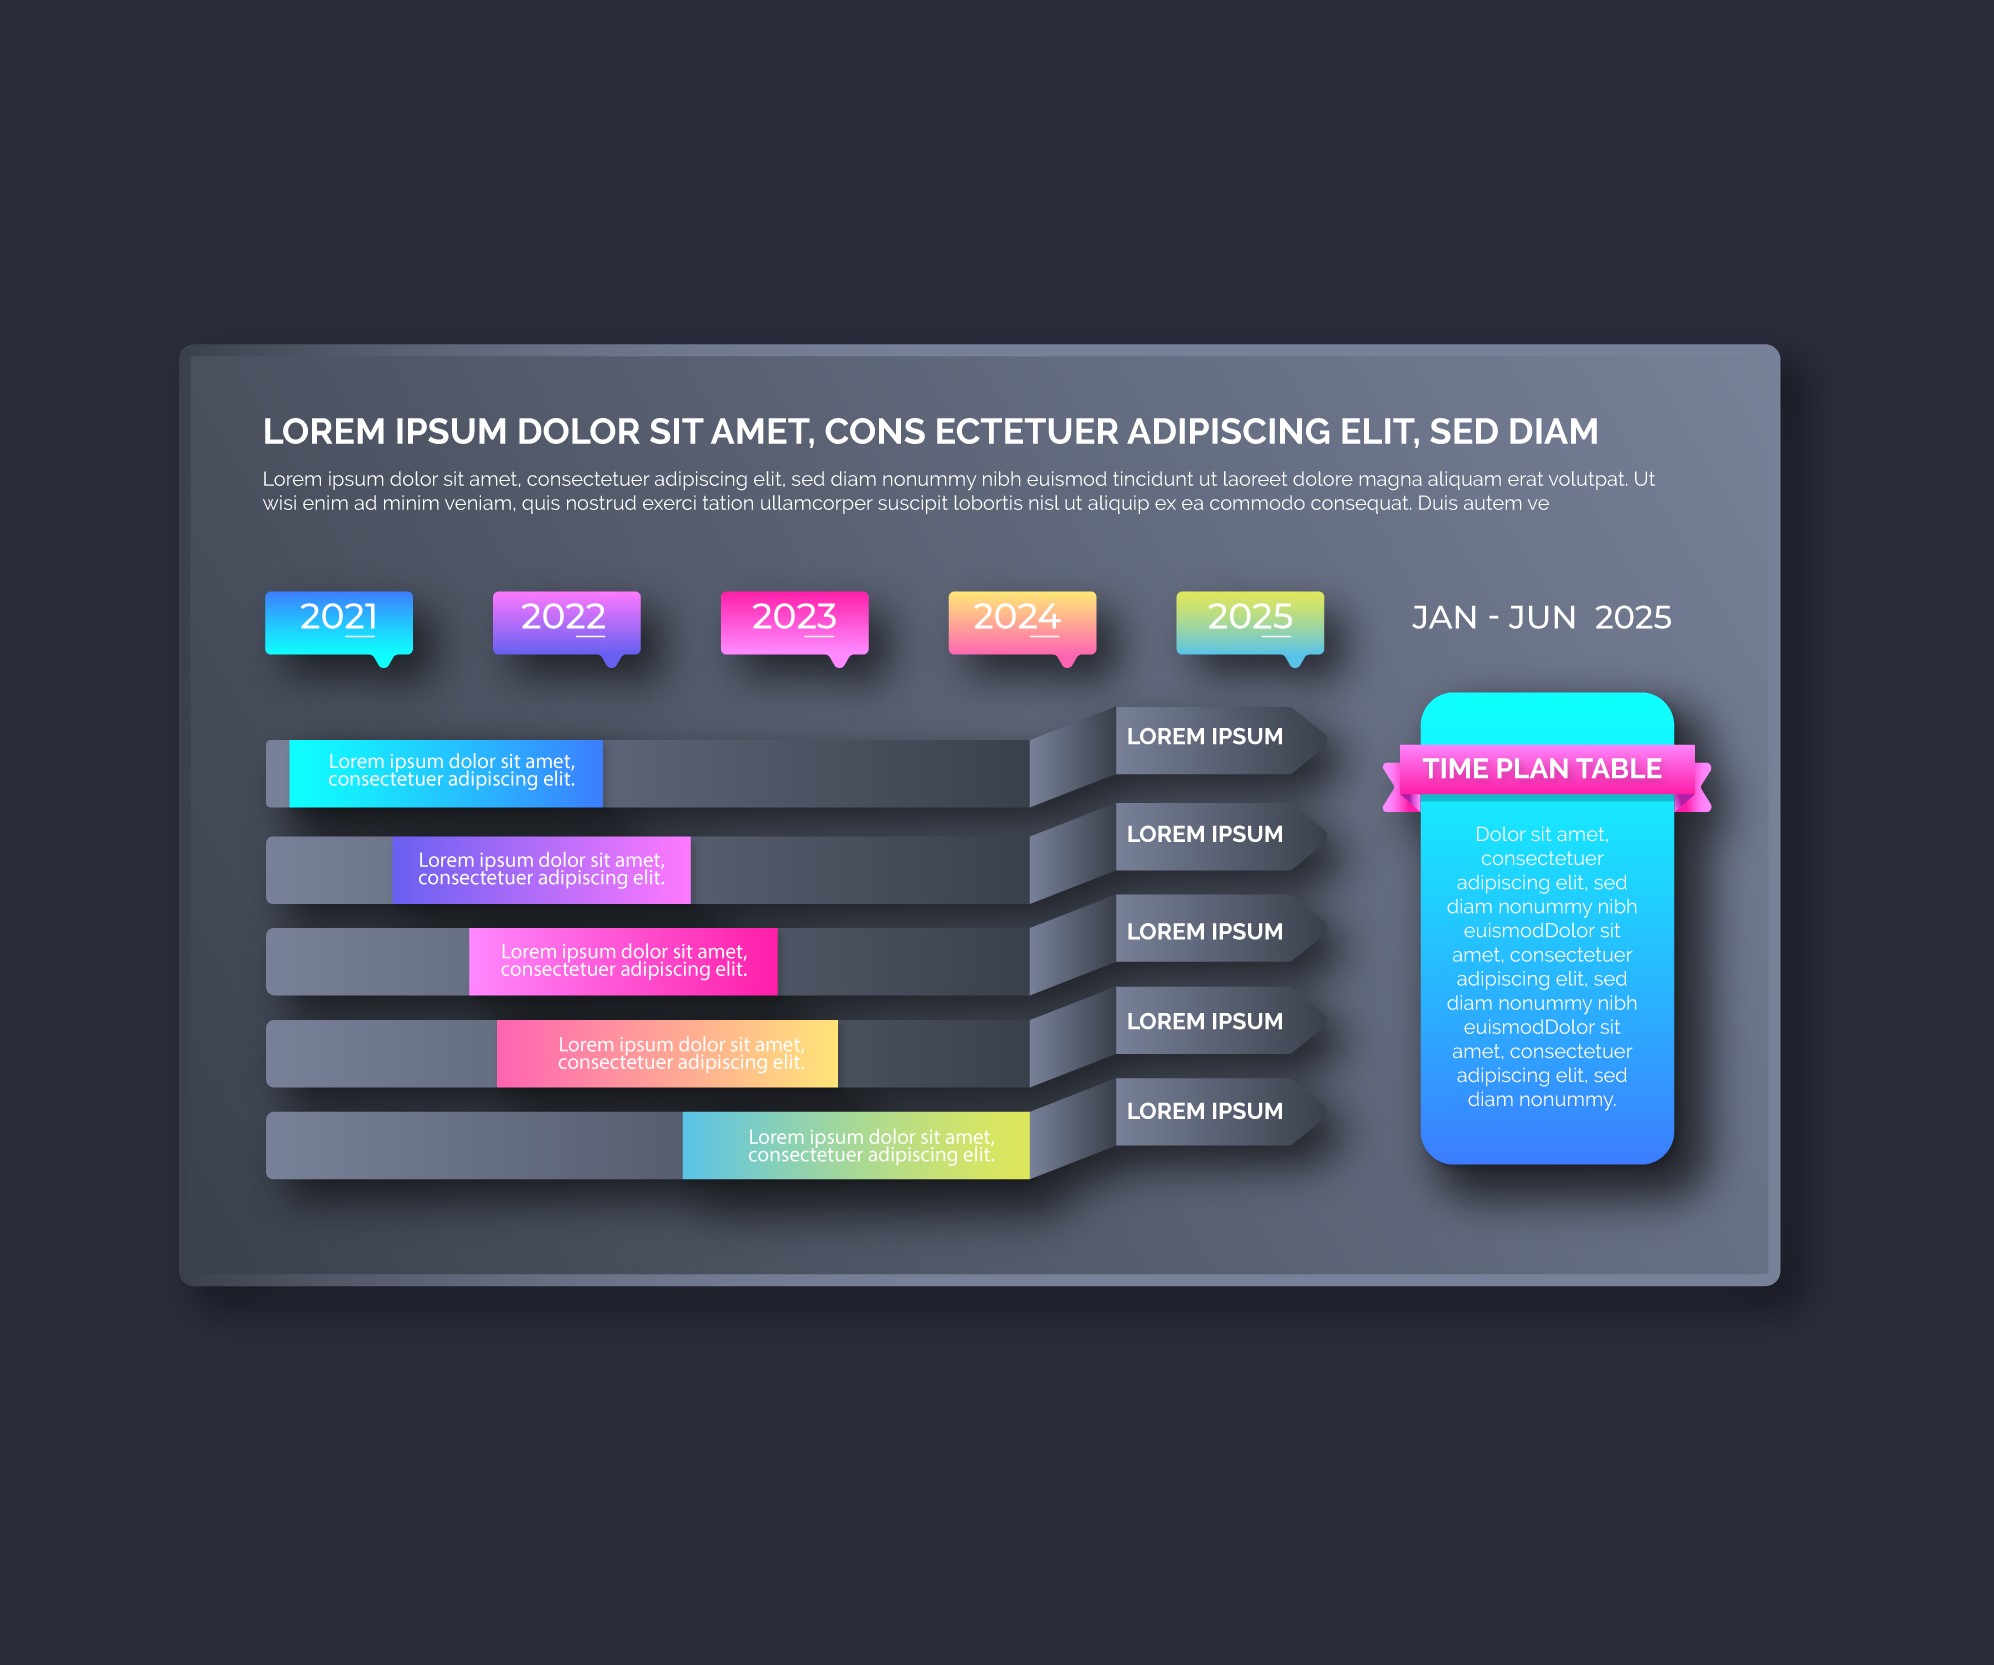 LOREM IPSUM DOLOR SIT AMET, CONS ECTETUER ADIPISCING ELIT, SED DIAM
Lorem ipsum dolor sit amet, consectetuer adipiscing elit, sed diam nonummy nibh euismod tincidunt ut laoreet dolore magna aliquam erat volutpat. Ut
wisi enim ad minim veniam, quis nostrud exerci tation ullamcorper suscipit lobortis nisl ut aliquip ex ea commodo consequat. Duis autem ve
2021
2022
2023
2024
2025
JAN - JUN 2025
Lorem ipsum dolor sit amet,
consectetuer adipiscing elit.
LOREM IPSUM
Lorem ipsum dolor sit amet,
consectetuer adipiscing elit.
LOREM IPSUM
Lorem ipsum dolor sit amet,
consectetuer adipiscing elit.
LOREM IPSUM
Lorem ipsum dolor sit amet,
consectetuer adipiscing elit.
LOREM IPSUM
Lorem ipsum dolor sit amet,
consectetuer adipiscing elit.
LOREM IPSUM
TIME PLAN TABLE
Dolor sit amet,
consectetuer
adipiscing elit, sed
diam nonummy nibh
euismodDolor sit
amet, consectetuer
adipiscing elit, sed
diam nonummy nibh
euismodDolor sit
amet, consectetuer
adipiscing elit, sed
diam nonummy.